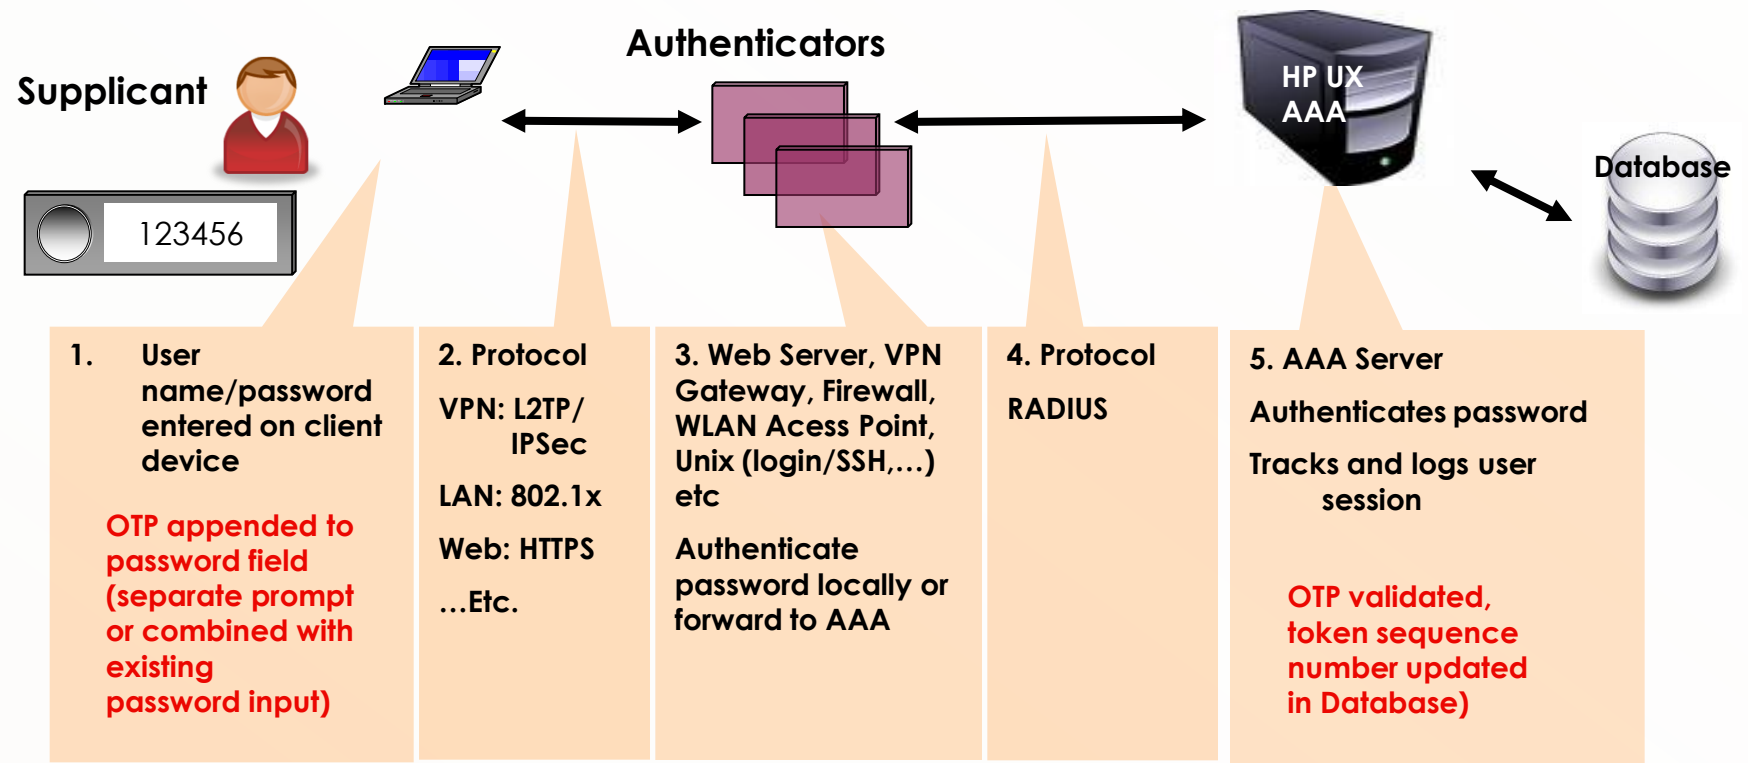 Supplicant
Authenticators
HP UX
AAA
Database
123456
1. User
name/password
entered on client
device
OTP appended to
password field
(separate prompt
or combined with
existing
password input)
2. Protocol
VPN: L2TP/
IPSec
LAN: 802.1x
Web: HTTPS
…Etc.
3. Web Server, VPN
Gateway, Firewall,
WLAN Acess Point,
Unix (login/SSH,…)
etc
Authenticate
password locally or
forward to AAA
4. Protocol
RADIUS
5. AAA Server
Authenticates password
Tracks and logs user
session
OTP validated,
token sequence
number updated
in Database)